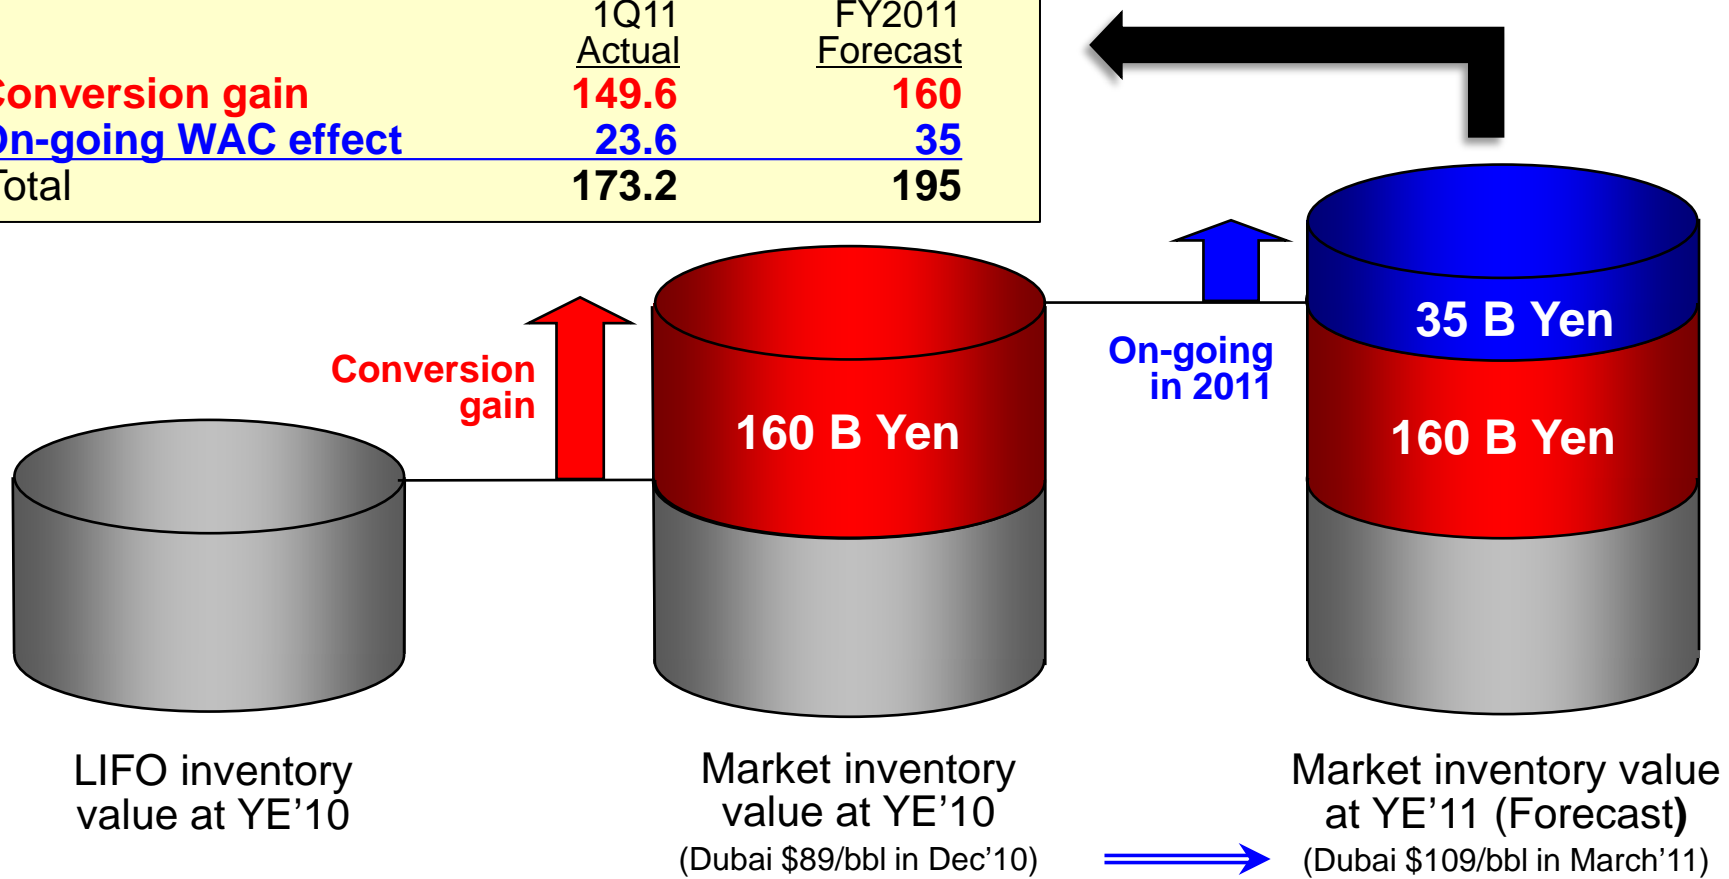 1Q11 FY2011
Actual Forecast
Conversion gain 149.6 160
On-going WAC effect 23.6 35
Total 173.2 195
35 B Yen
On-going
in 2011
Conversion
gain
160 B Yen
160 B Yen
LIFO inventory
value at YE’10
Market inventory
value at YE’10
(Dubai $89/bbl in Dec’10)
Market inventory value
at YE’11 (Forecast)
(Dubai $109/bbl in March’11)